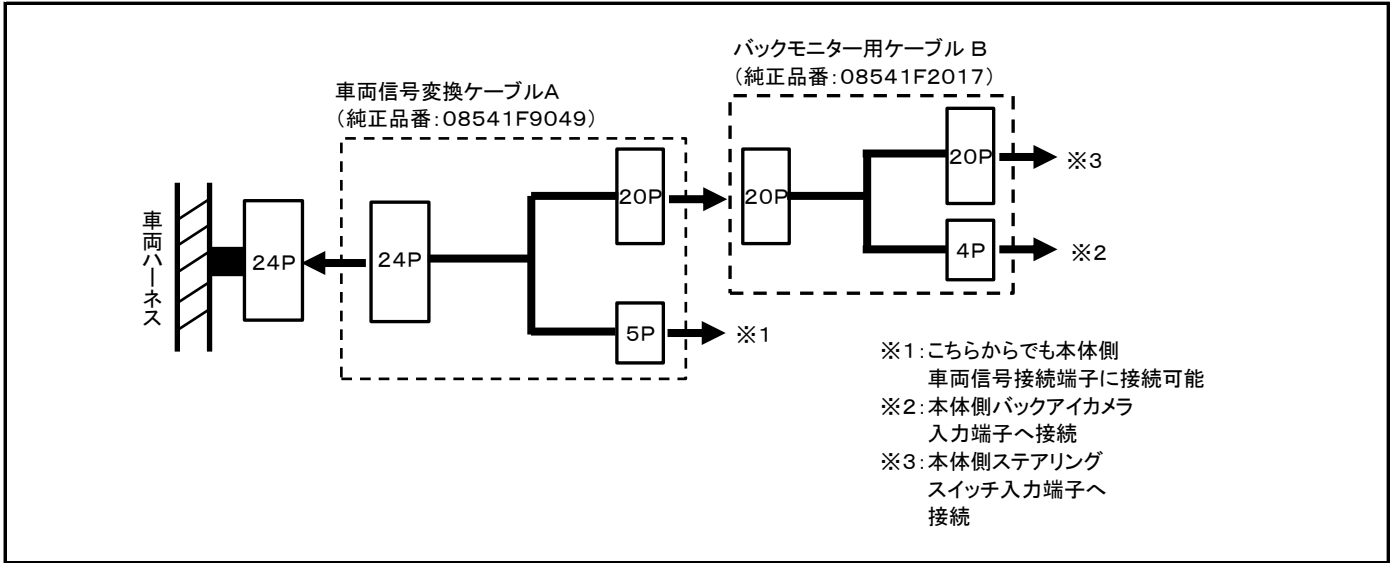 バックモニター用ケーブル B
（純正品番：08541F2017）
車両信号変換ケーブルA
（純正品番：08541F9049）
車両ハーネス
24P
24P
20P
5P
※1
20P
20P
4P
※3
※2
※1：こちらからでも本体側
車両信号接続端子に接続可能
※2：本体側バックアイカメラ
入力端子へ接続
※3：本体側ステアリング
スイッチ入力端子へ
接続